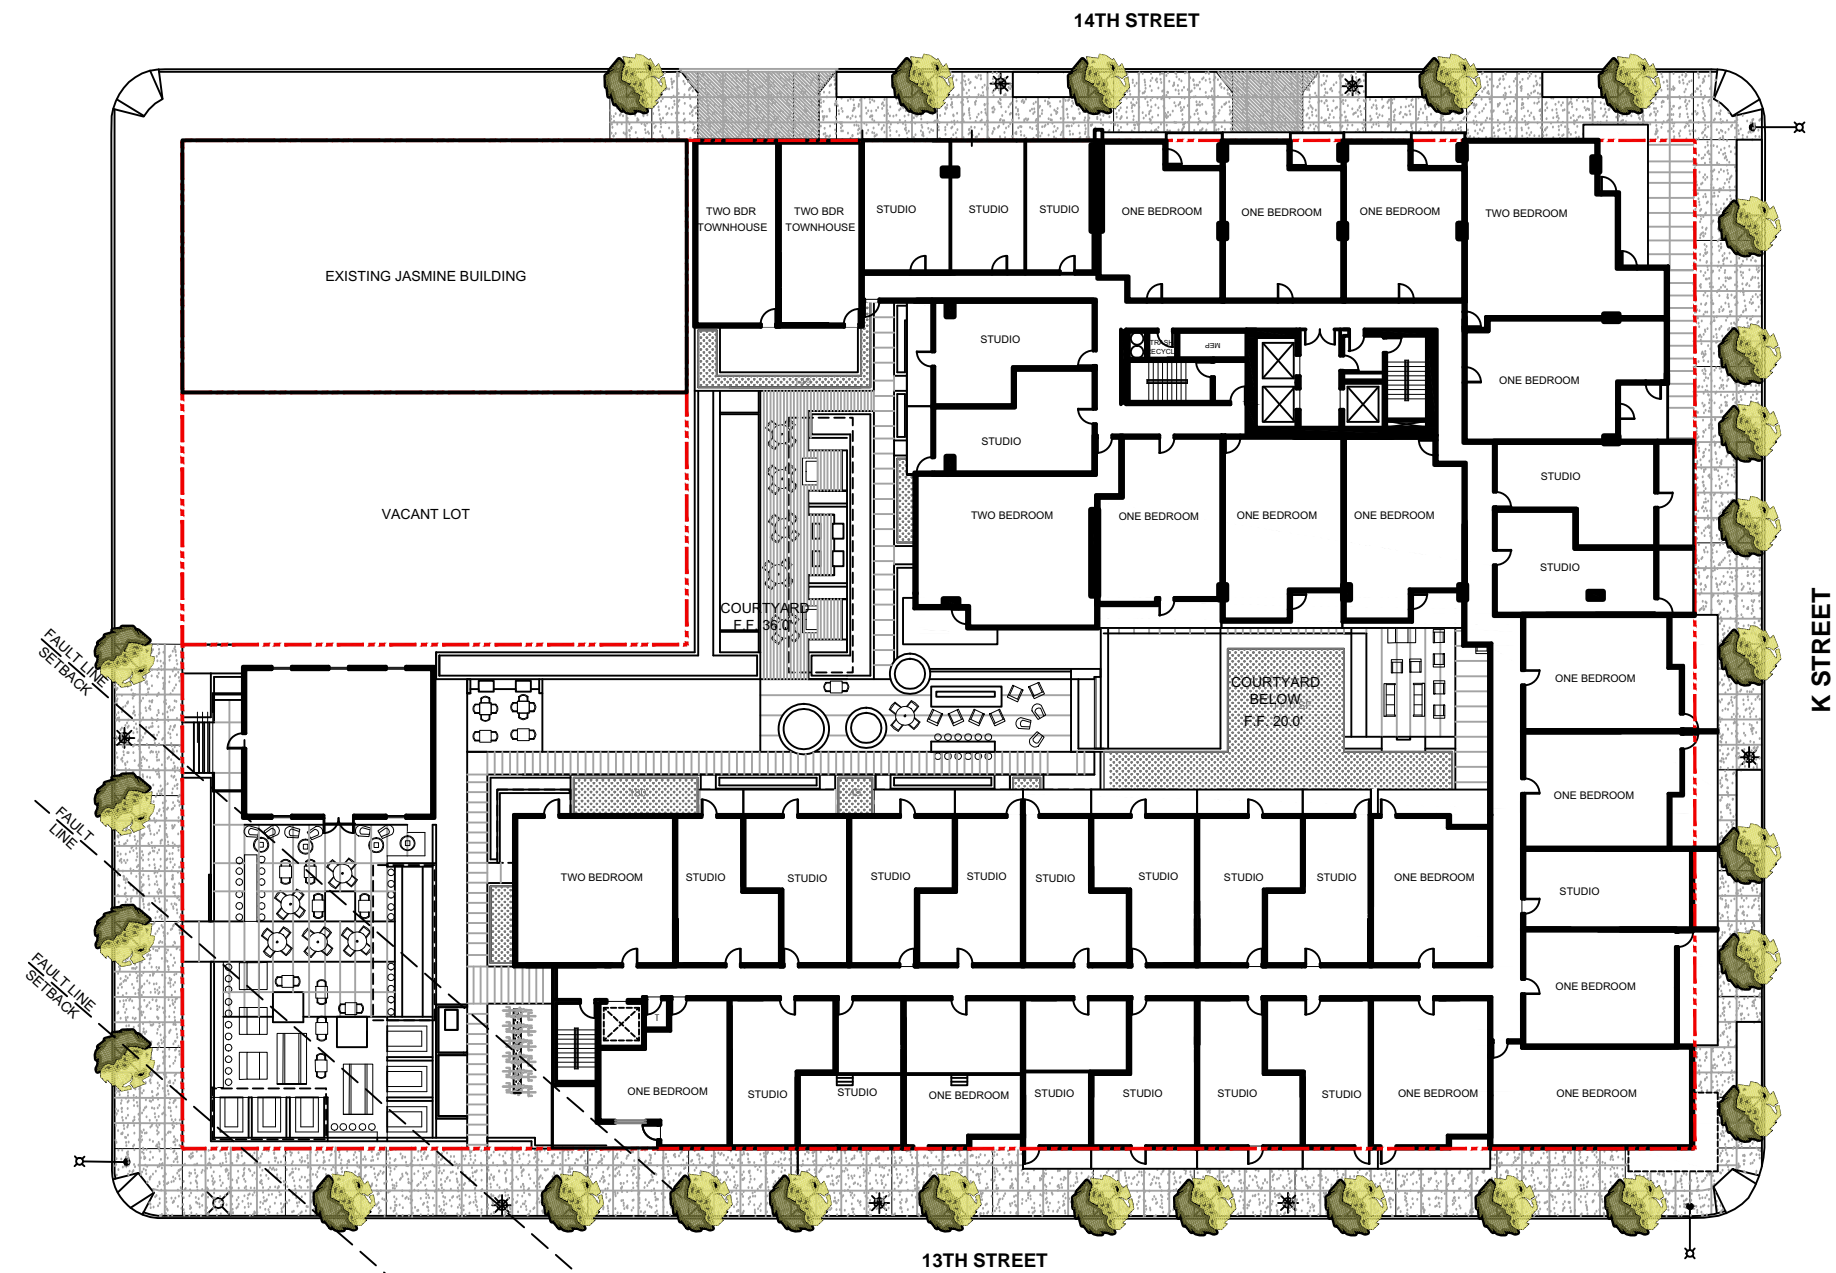 14TH STREET
TWO BDR
TOWNHOUSE
TWO BDR
TOWNHOUSE
STUDIO
STUDIO
STUDIO
ONE BEDROOM
ONE BEDROOM
ONE BEDROOM
TWO BEDROOM
EXISTING JASMINE BUILDING
STUDIO
TRASH
RECYCL
MEP
ONE BEDROOM
STUDIO
STUDIO
VACANT LOT
TWO BEDROOM
ONE BEDROOM
ONE BEDROOM
ONE BEDROOM
STUDIO
COURTYARD
F.F. 36.0'
K STREET
FAULT LINE
SETBACK
COURTYARD
BELOW
F.F. 20.0'
ONE BEDROOM
ONE BEDROOM
FAULT
LINE
TWO BEDROOM
STUDIO
STUDIO
STUDIO
STUDIO
STUDIO
STUDIO
STUDIO
STUDIO
ONE BEDROOM
STUDIO
FAULT LINE
SETBACK
ONE BEDROOM
T
ONE BEDROOM
STUDIO
STUDIO
ONE BEDROOM
STUDIO
STUDIO
STUDIO
STUDIO
ONE BEDROOM
ONE BEDROOM
13TH STREET